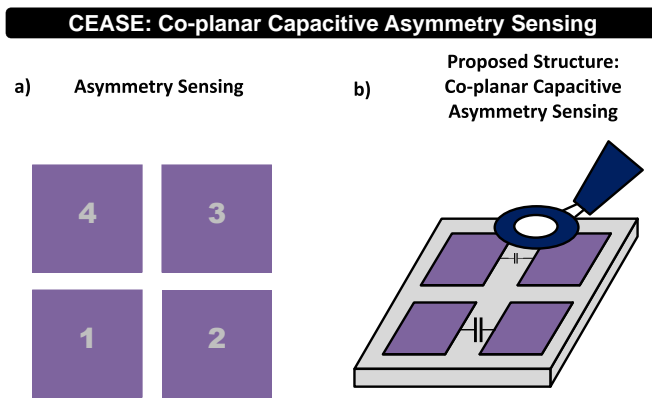 CEASE: Co-planar Capacitive Asymmetry Sensing
a) Asymmetry Sensing
b) Proposed Structure:
Co-planar Capacitive
Asymmetry Sensing
4 3
1 2